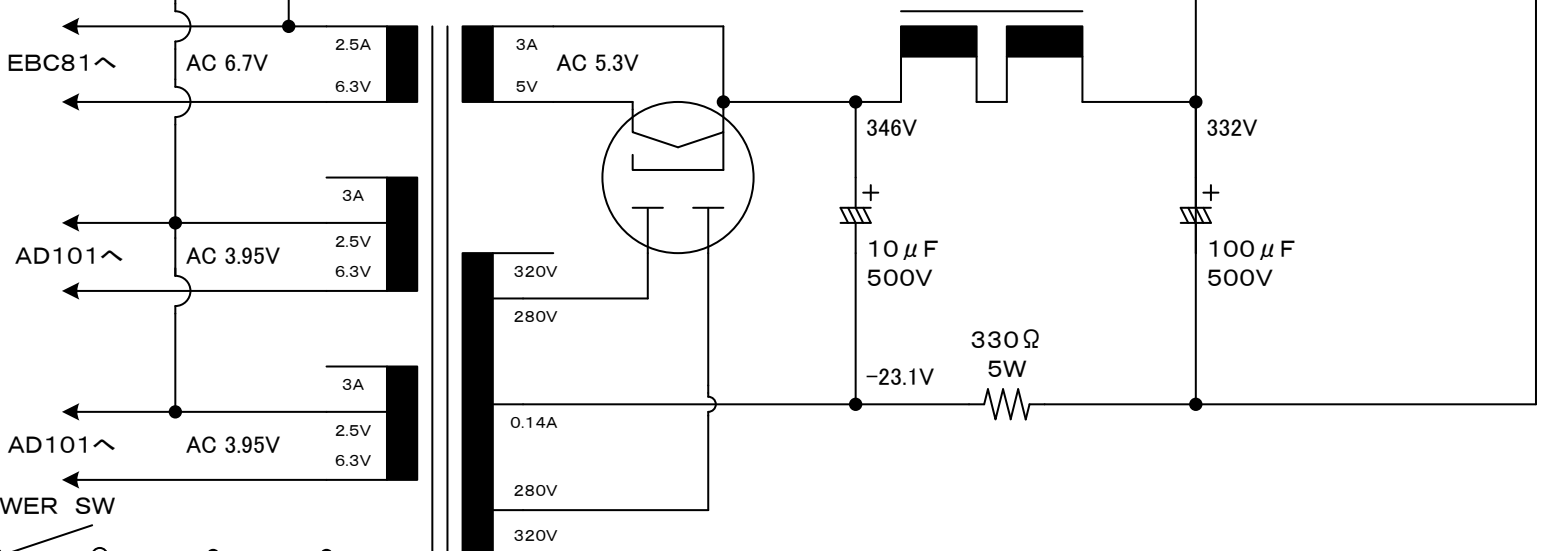 2.5A
3A
EBC81へ
AC 6.7V
AC 5.3V
6.3V
5V
346V
332V
3A
+
+
2.5V
AD101へ
AC 3.95V
10μF
100μF
6.3V
320V
500V
500V
280V
330Ω
5W
-23.1V
3A
0.14A
2.5V
AD101へ
AC 3.95V
6.3V
280V
WER SW
320V